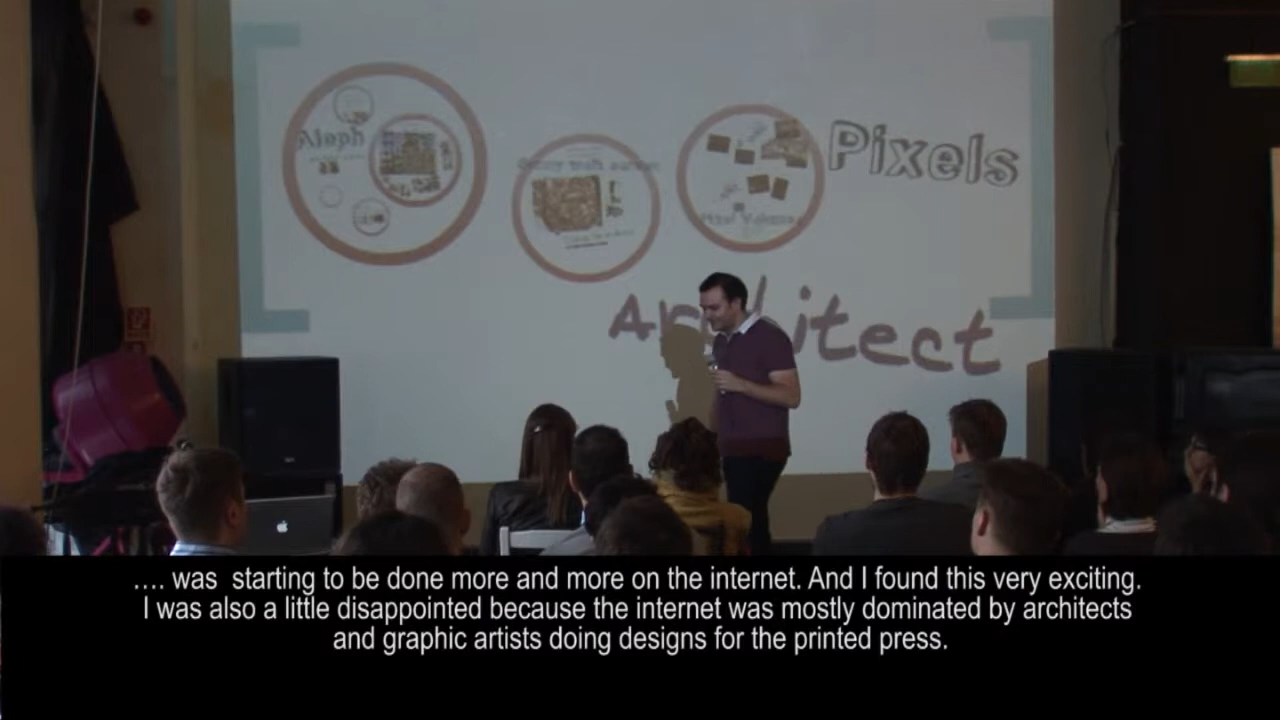 Aleph
Pixels
Architect
…. was  starting to be done more and more on the internet. And I found this very exciting.
I was also a little disappointed because the internet was mostly dominated by architects
and graphic artists doing designs for the printed press.